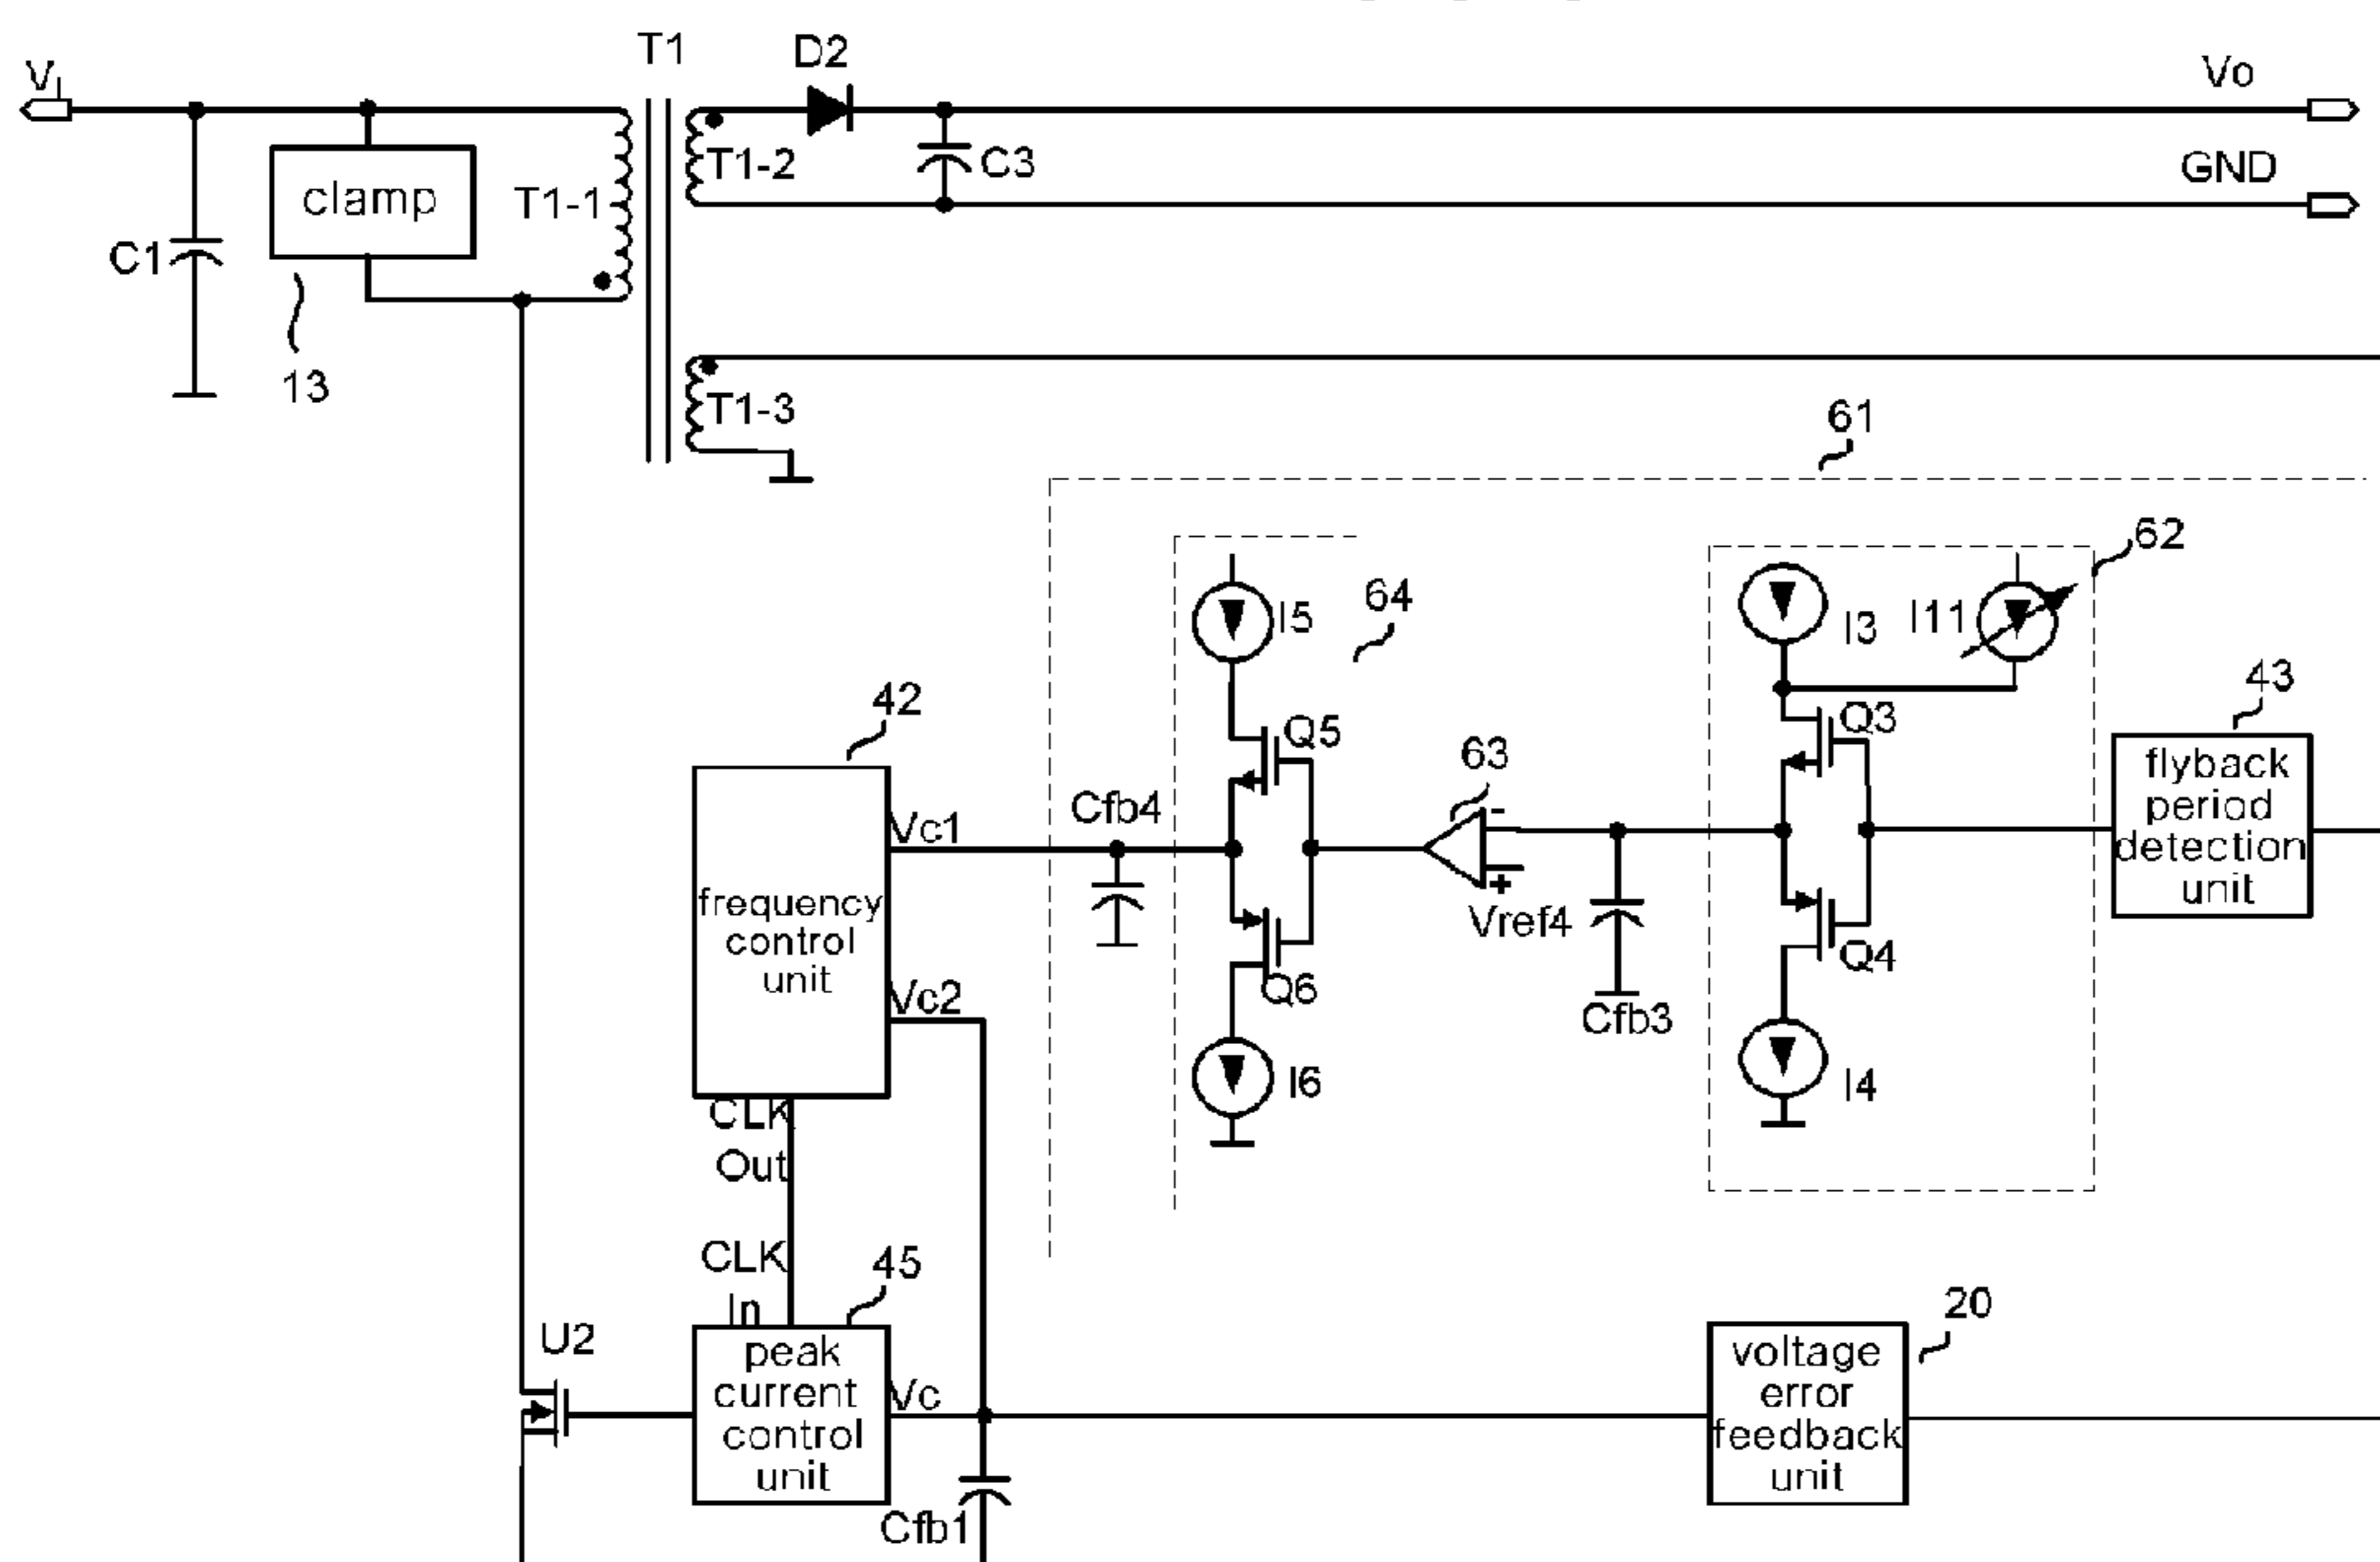 T1
D2
Vo
VI
GND
T1-2
C3
clamp
T1-1
C1
13
T1-3
61
62
64
I5
I3
I11
43
42
Q5
Q3
63
flyback
period
detection
unit
Cfb4
Vc1
-
+
Vref4
frequency
control
unit
Q4
Vc2
Q6
Cfb3
I6
I4
CLK
Out
CLK
In
45
20
U2
peak
current
control
unit
Vc
voltage
error
feedback
unit
Cfb1